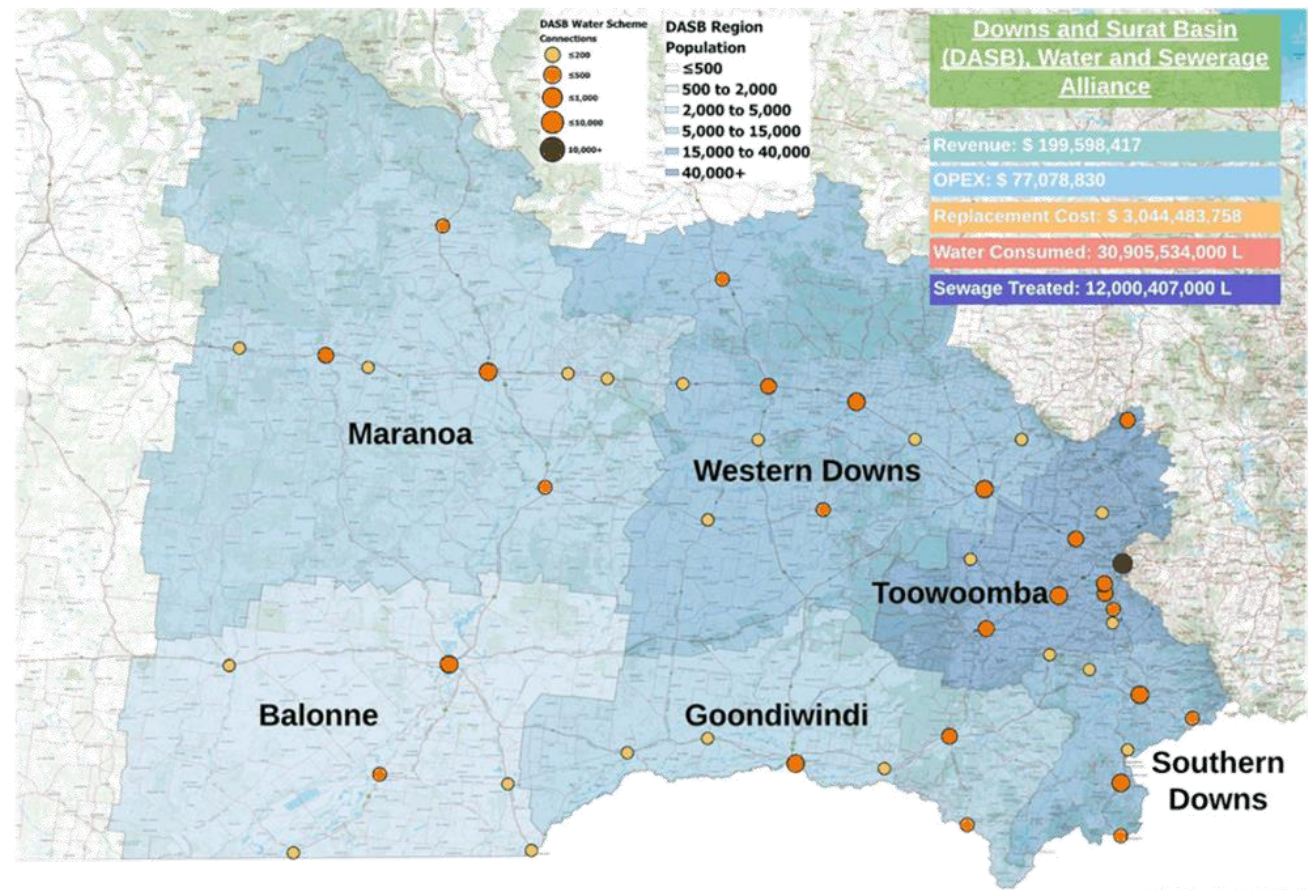 DASB Water Scheme
Connections
≤200
≤500
≤1,000
≤10,000
10,000+
DASB Region
Population
≤500
500 to 2,000
2,000 to 5,000
5,000 to 15,000
15,000 to 40,000
40,000+
Downs and Surat Basin
(DASB), Water and Sewerage
Alliance
Revenue: $ 199,598,417
OPEX: $ 77,078,830
Replacement Cost: $ 3,044,483,758
Water Consumed: 30,905,534,000 L
Sewage Treated: 12,000,407,000 L
Maranoa
Western Downs
Toowoomba
Balonne
Goondiwindi
Southern
Downs